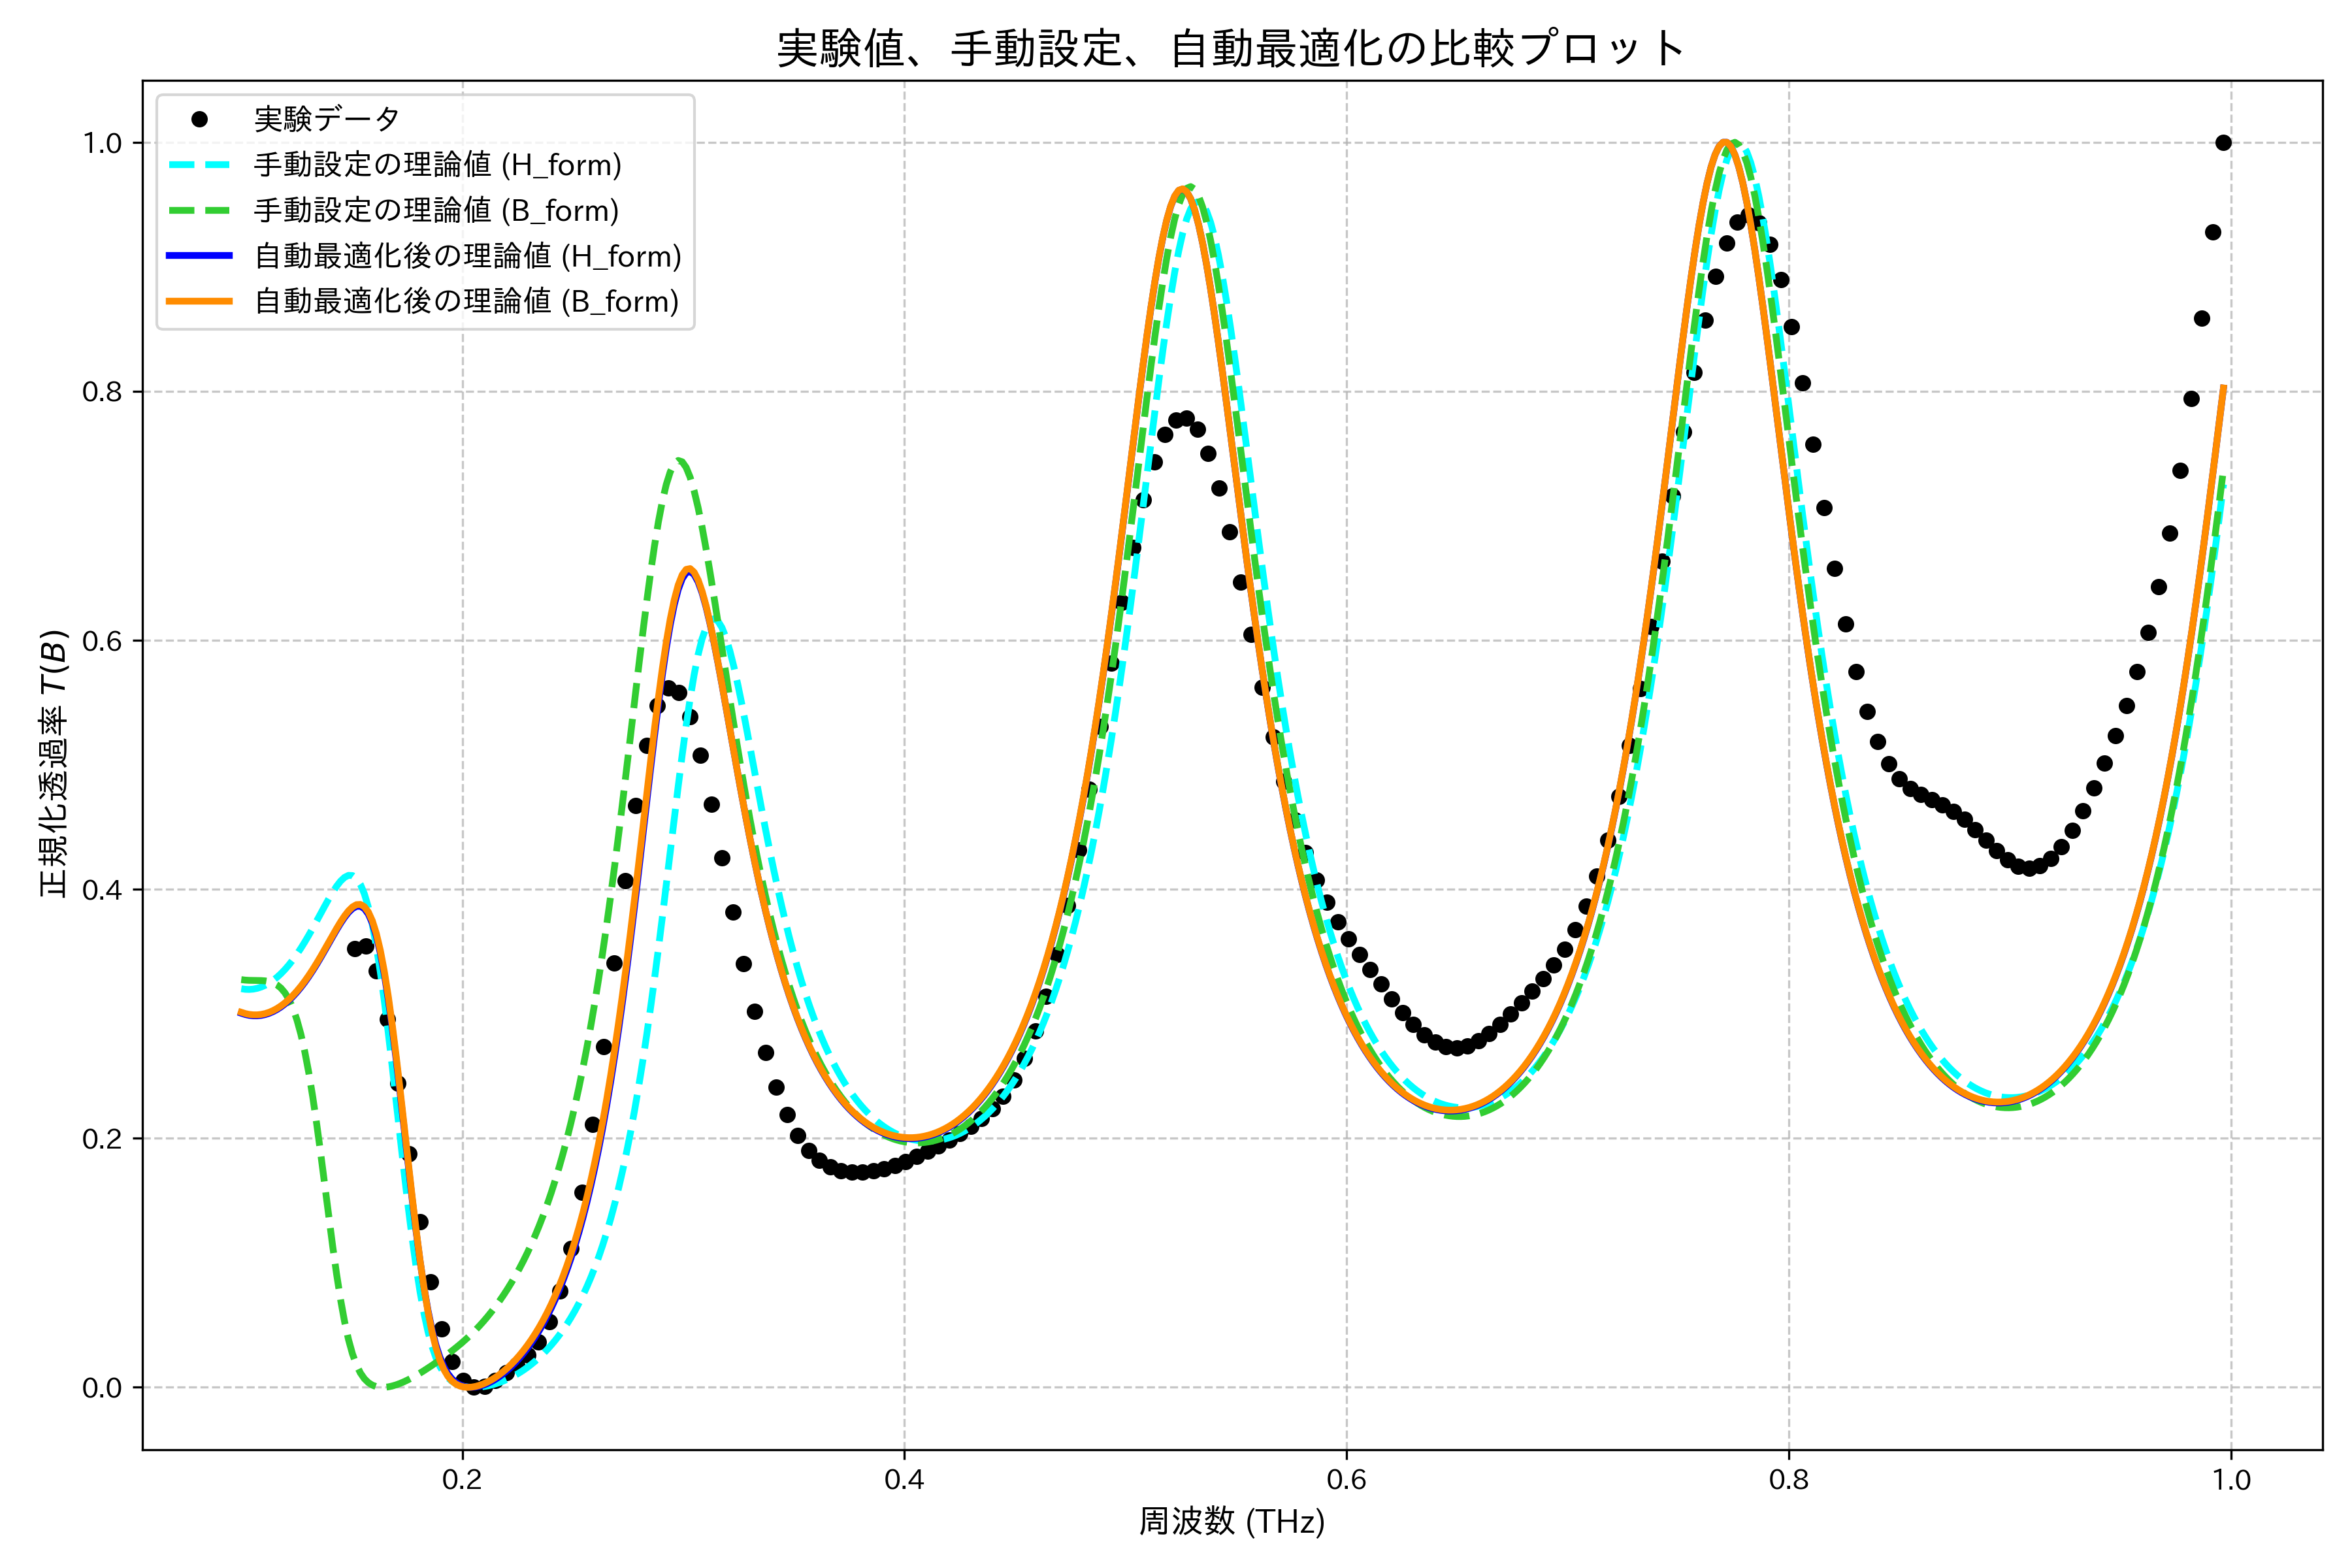 実験値、手動設定、自動最適化の比較プロット
実験データ
手動設定の理論値 (H_form)
手動設定の理論値 (B_form)
自動最適化後の理論値 (H_form)
自動最適化後の理論値 (B_form)
正規化透過率 T(B)
1.0
0.8
0.6
0.4
0.2
0.0
0.2 0.4 0.6 0.8 1.0
周波数 (THz)